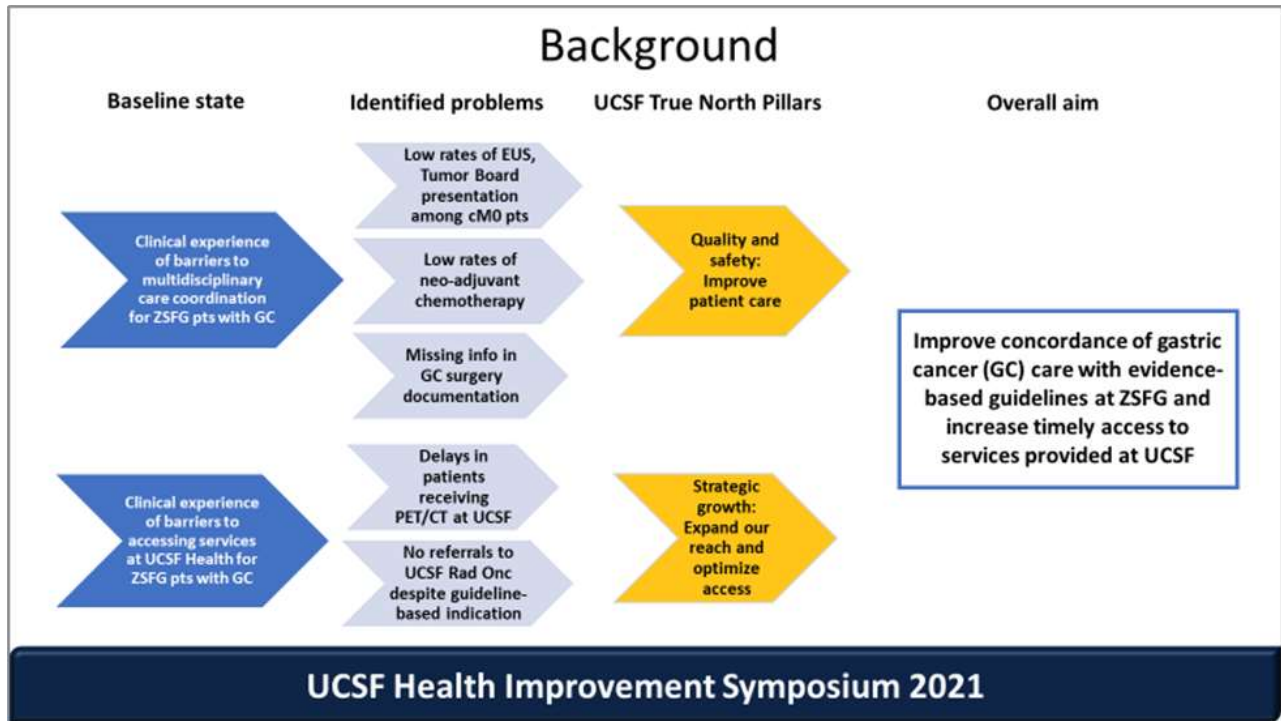 Background
Baseline state
Identified problems
UCSF True North Pillars
Overall aim
Clinical experience
of barriers to
multidisciplinary
care coordination
for ZSFG pts with GC
Low rates of EUS,
Tumor Board
presentation
among cM0 pts
Low rates of
neo-adjuvant
chemotherapy
Missing info in
GC surgery
documentation
Quality and
safety:
Improve
patient care
Clinical experience
of barriers to
accessing services
at UCSF Health for
ZSFG pts with GC
Delays in
patients
receiving
PET/CT at UCSF
No referrals to
UCSF Rad Onc
despite guideline-
based indication
Strategic
growth:
Expand our
reach and
optimize
access
Improve concordance of gastric
cancer (GC) care with evidence-
based guidelines at ZSFG and
increase timely access to
services provided at UCSF
UCSF Health Improvement Symposium 2021